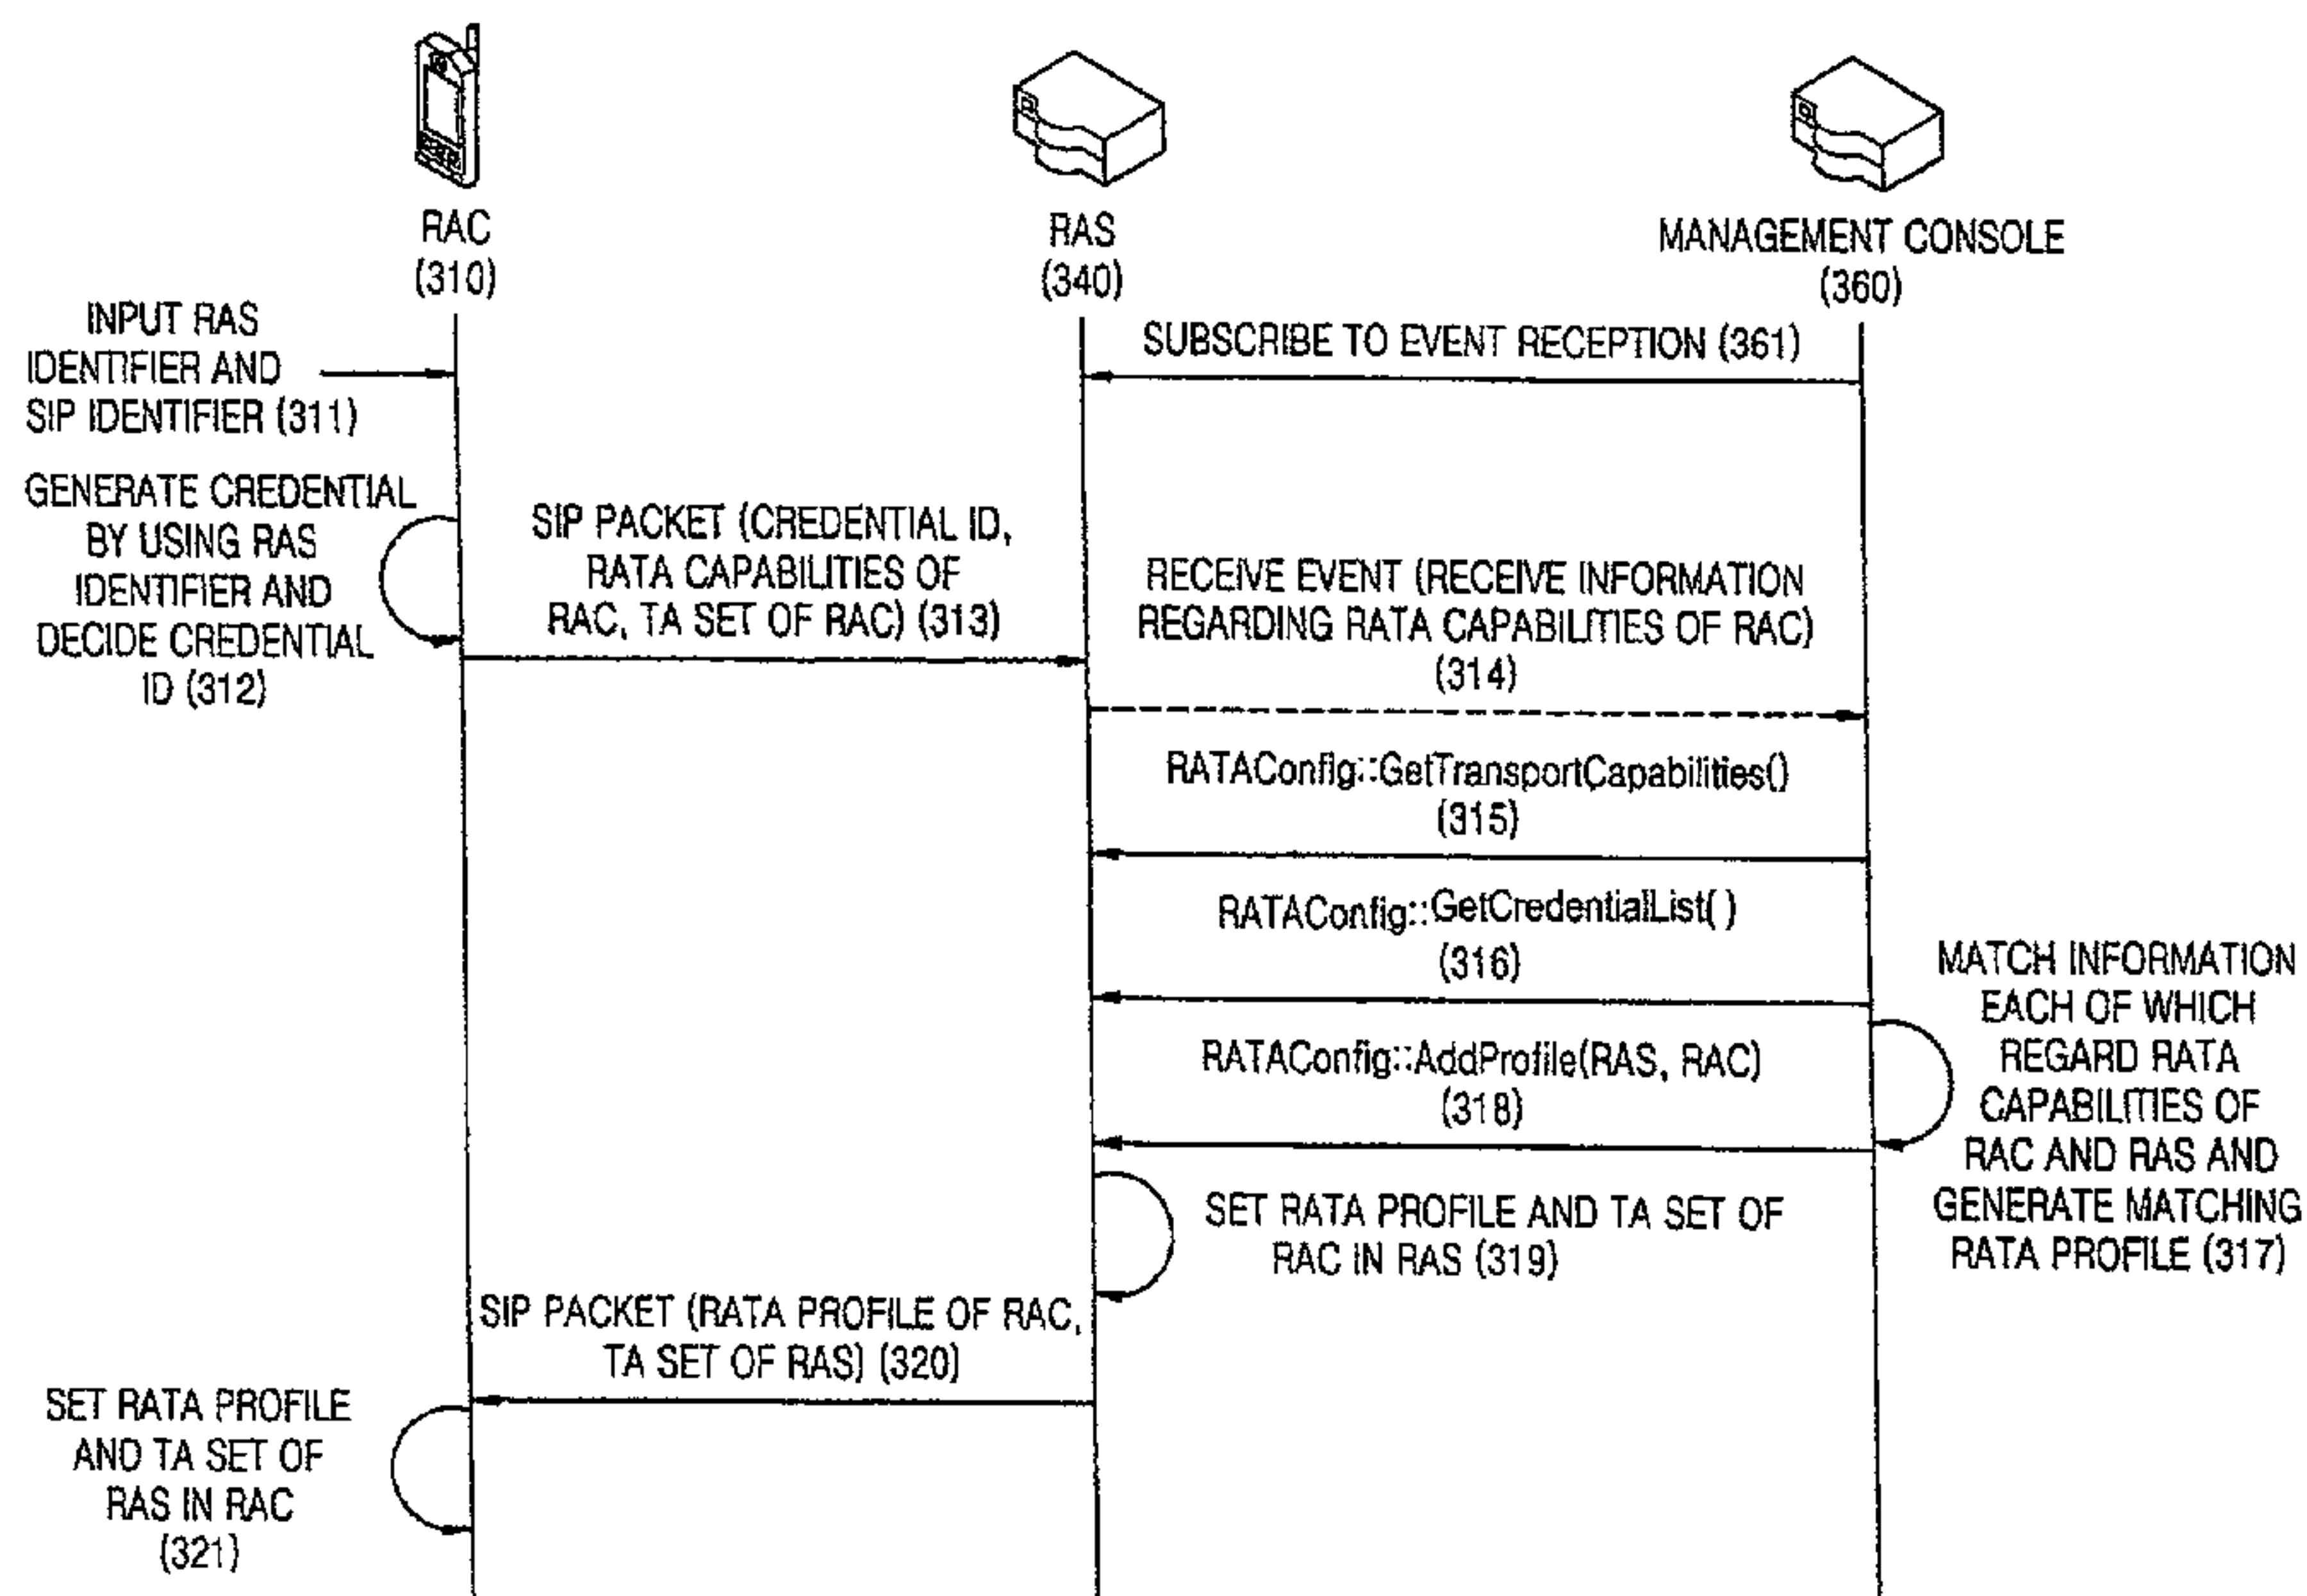 RAC
(310)
RAS
(340)
MANAGEMENT CONSOLE
(360)
INPUT RAS
IDENTIFIER AND
SIP IDENTIFIER (311)
SUBSCRIBE TO EVENT RECEPTION (361)
GENERATE CREDENTIAL
BY USING RAS
IDENTIFIER AND
DECIDE CREDENTIAL
ID (312)
SIP PACKET (CREDENTIAL ID,
RATA CAPABILITIES OF
RAC, TA SET OF RAC) (313)
RECEIVE EVENT (RECEIVE INFORMATION
REGARDING RATA CAPABILITIES OF RAC)
(314)
RATAConfig::GetTransportCapabilities()
(315)
RATAConfig::GetCredentialList( )
(316)
MATCH INFORMATION
EACH OF WHICH
REGARD RATA
CAPABILITIES OF
RAC AND RAS AND
GENERATE MATCHING
RATA PROFILE (317)
RATAConfig::AddProfile(RAS, RAC)
(318)
SET RATA PROFILE AND TA SET OF
RAC IN RAS (319)
SIP PACKET (RATA PROFILE OF RAC,
TA SET OF RAS) (320)
SET RATA PROFILE
AND TA SET OF
RAS IN RAC
(321)